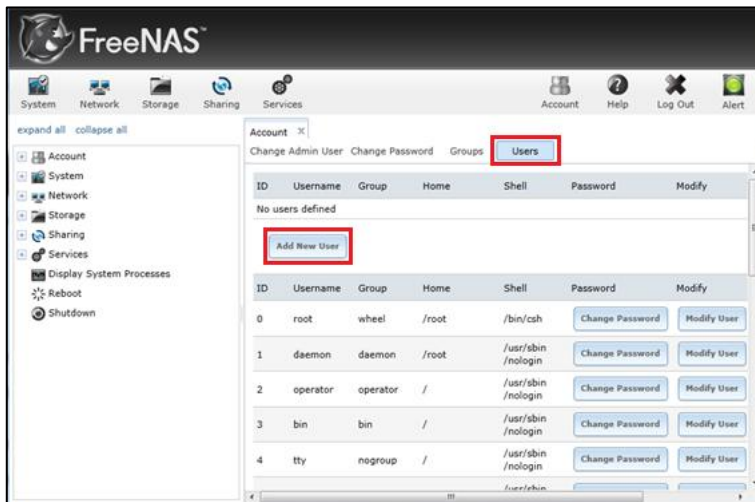 FreeNAS™
System Network Storage Sharing Services Account Help Log Out Alert
expand all collapse all
Account
System
Network
Storage
Sharing
Services
Display System Processes
Reboot
Shutdown
Account X
Change Admin User Change Password Groups Users
ID Username Group Home Shell Password Modify
No users defined
Add New User
ID Username Group Home Shell Password Modify
0 root wheel /root /bin/csh Change Password Modify User
1 daemon daemon /root /usr/sbin
/nologin Change Password Modify User
2 operator operator / /usr/sbin
/nologin Change Password Modify User
3 bin bin / /usr/sbin
/nologin Change Password Modify User
4 tty nogroup / /usr/sbin
/nologin Change Password Modify User